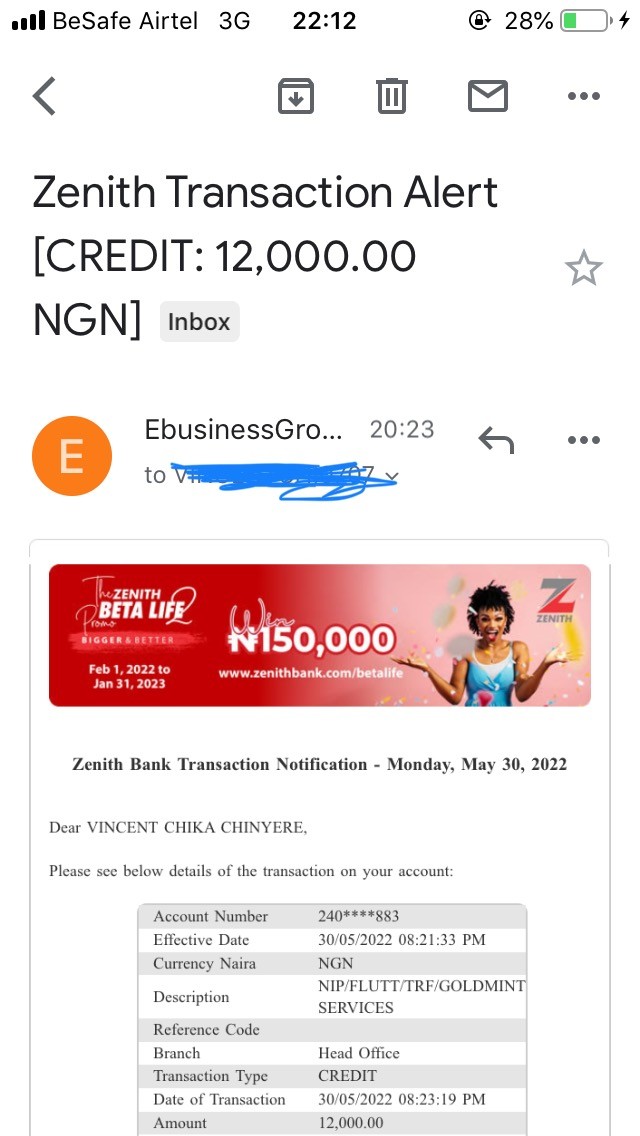 BeSafe Airtel 3G 22:12 28%
Zenith Transaction Alert
[CREDIT: 12,000.00
NGN] Inbox
E
EbusinessGro... 20:23
to
The ZENITH
BETA LIFE
Promo
BIGGER & BETTER
Feb 1, 2022 to
Jan 31, 2023
Win
₦150,000
www.zenithbank.com/betalife
ZENITH
Zenith Bank Transaction Notification - Monday, May 30, 2022
Dear VINCENT CHIKA CHINYERE,
Please see below details of the transaction on your account:
Account Number 240****883
Effective Date 30/05/2022 08:21:33 PM
Currency Naira NGN
Description NIP/FLUTT/TRF/GOLDMINT
SERVICES
Reference Code
Branch Head Office
Transaction Type CREDIT
Date of Transaction 30/05/2022 08:23:19 PM
Amount 12,000.00